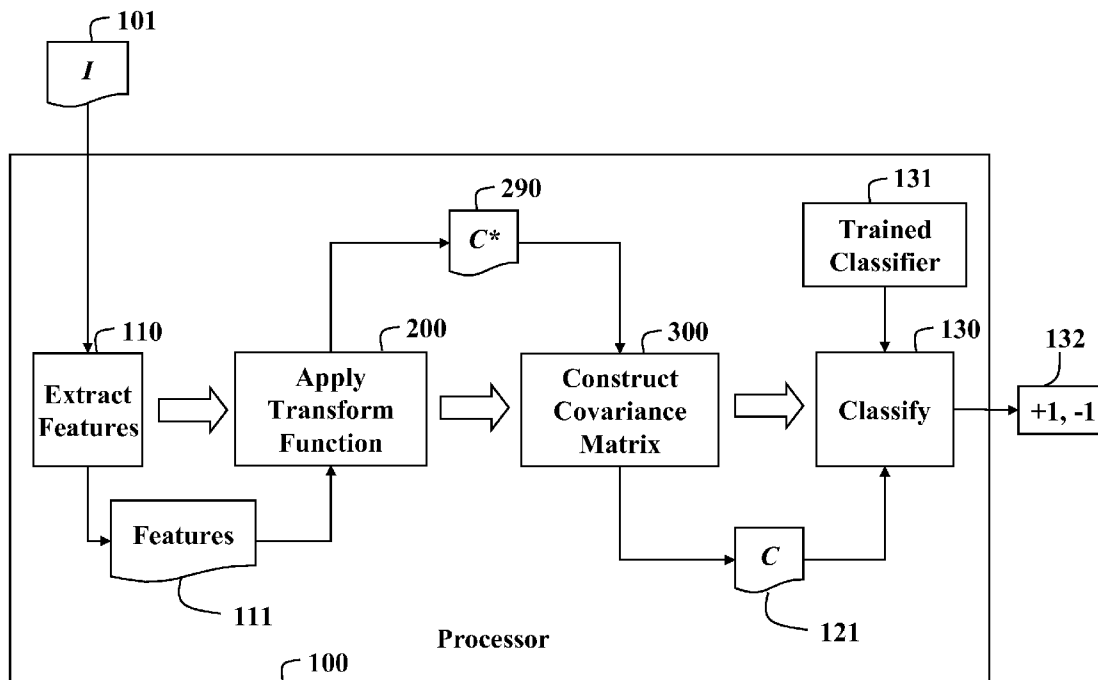 101
I
290
C*
131
Trained
Classifier
110
Extract
Features
200
Apply
Transform
Function
300
Construct
Covariance
Matrix
130
Classify
132
+1, -1
Features
111
C
121
Processor
100